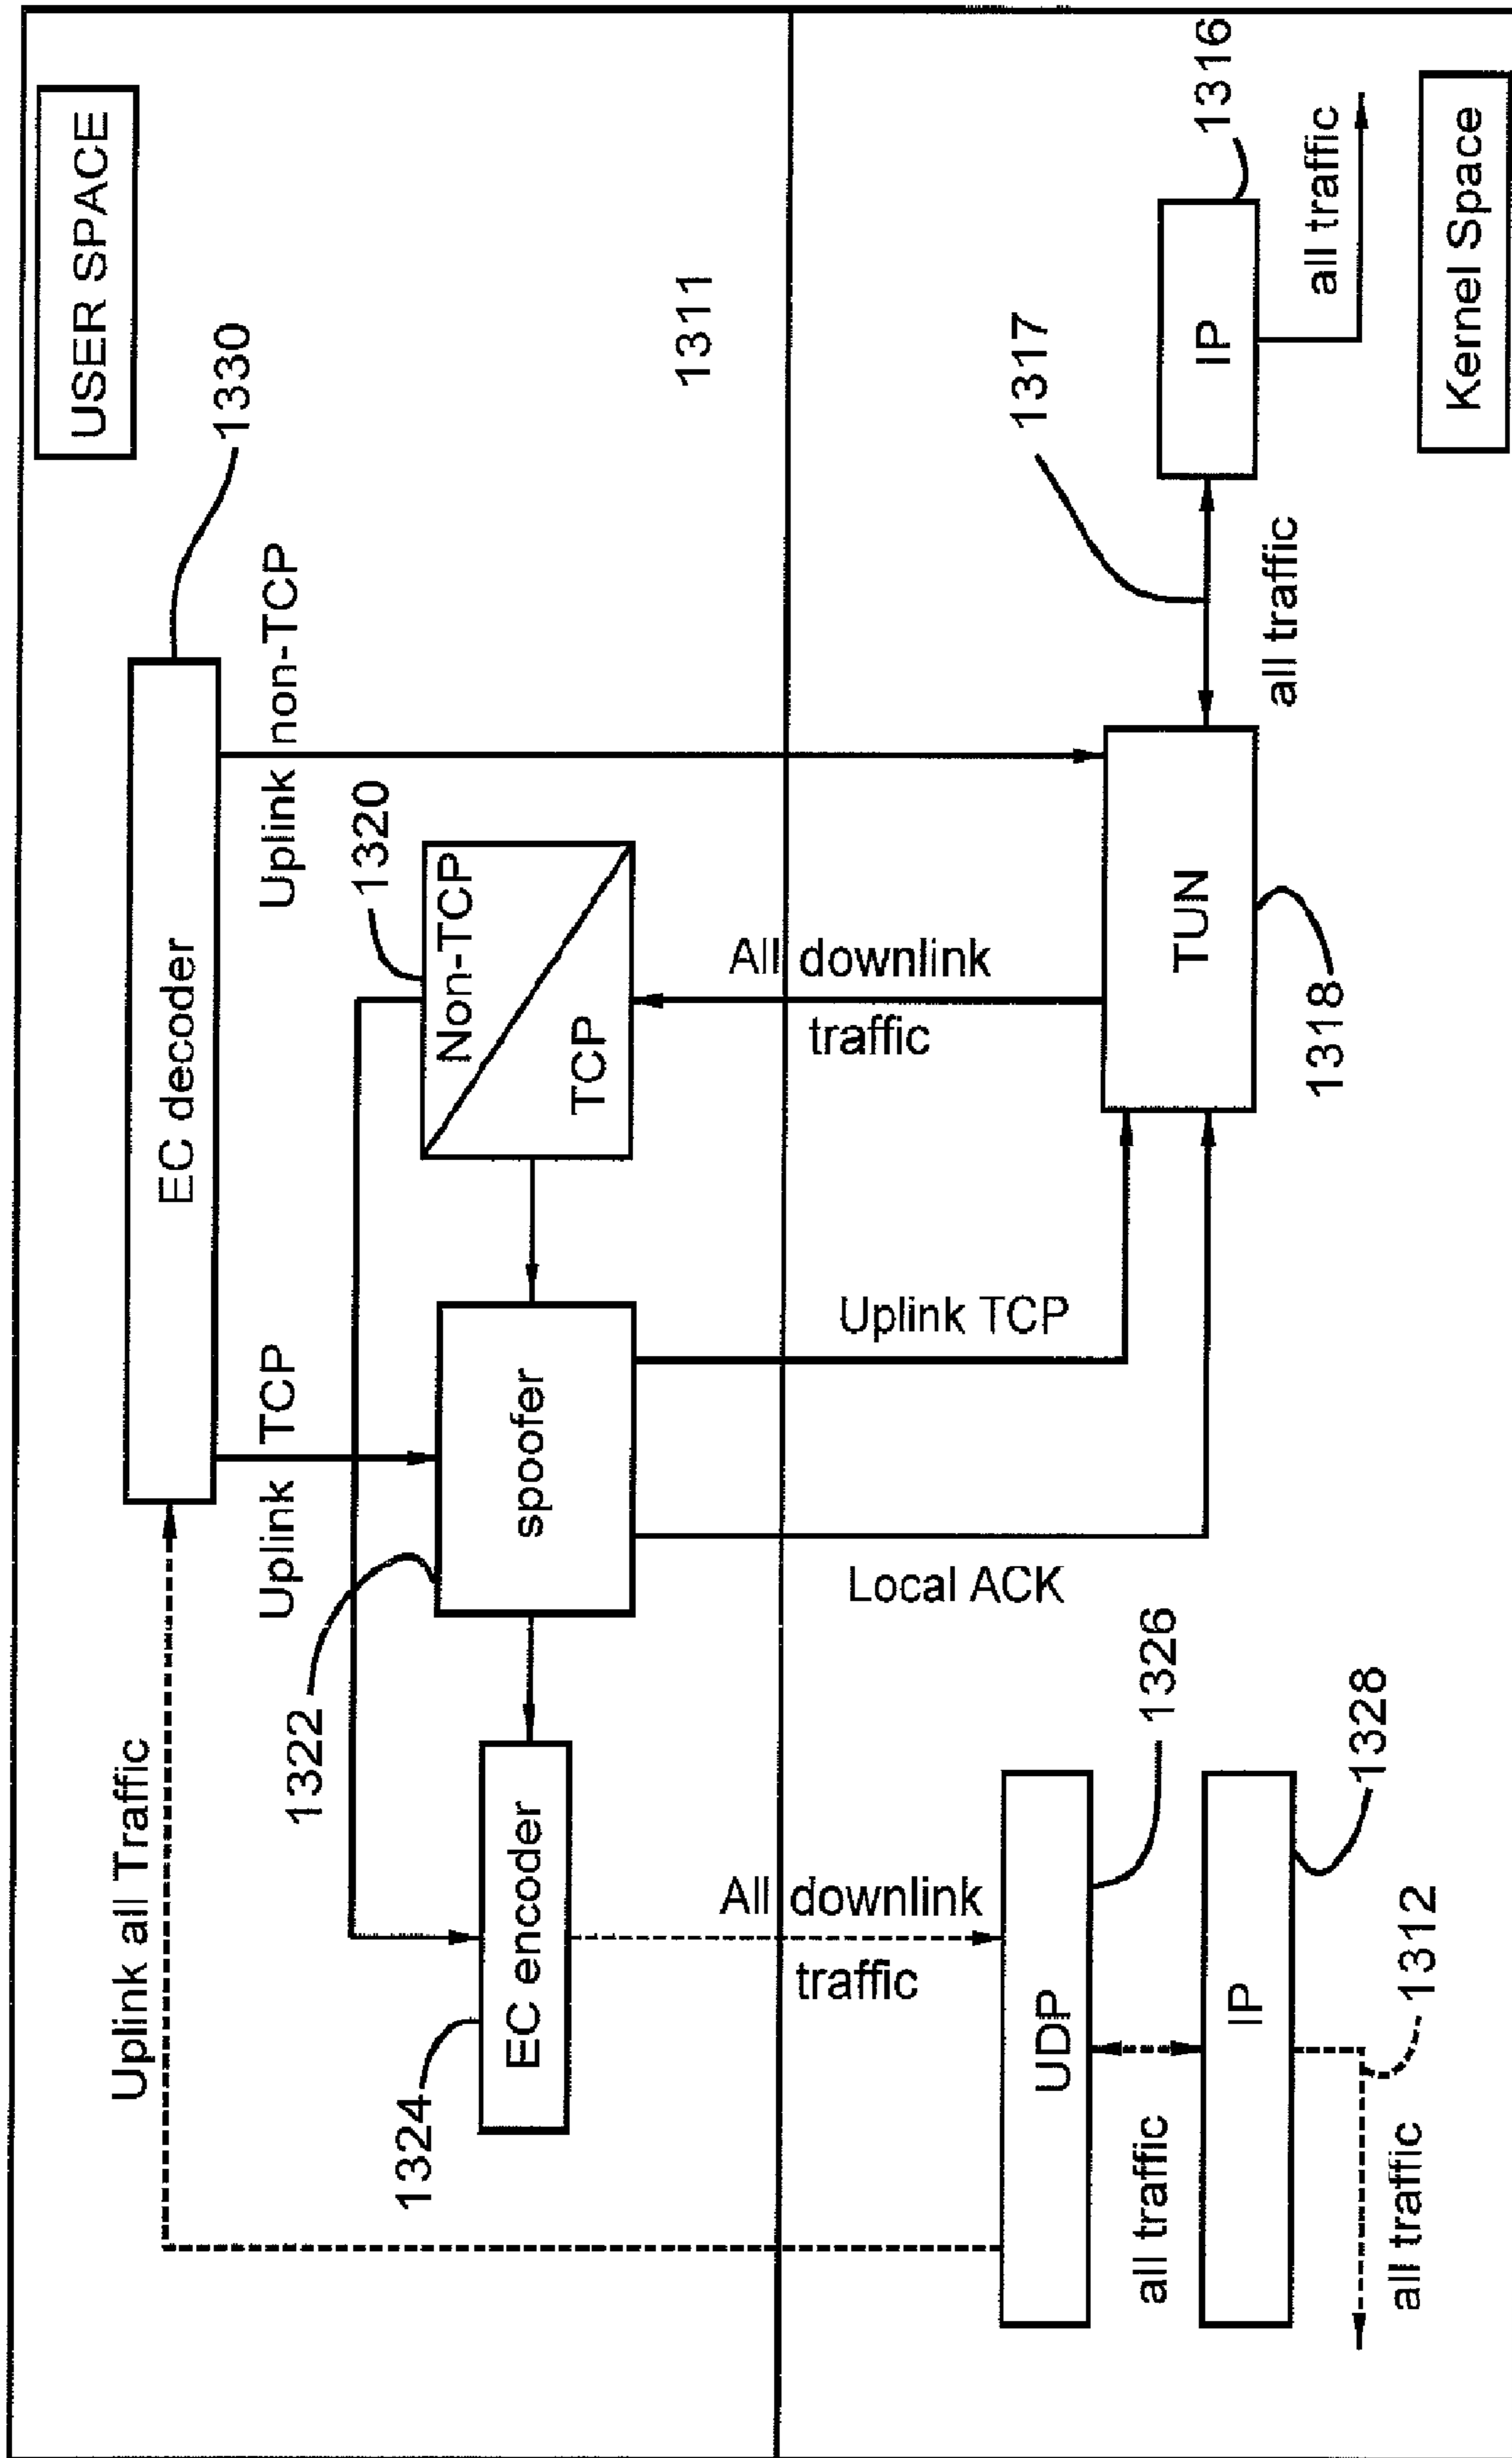 USER SPACE
1330
EC decoder
Uplink all Traffic
Uplink TCP
Uplink non-TCP
1320
Non-TCP
TCP
1322
spoofer
1324
EC encoder
1311
All downlink
traffic
Local ACK
Uplink TCP
All downlink
traffic
1317
1316
IP
all traffic
all traffic
TUN
1318
1326
UDP
all traffic
1328
IP
1312
all traffic
Kernel Space